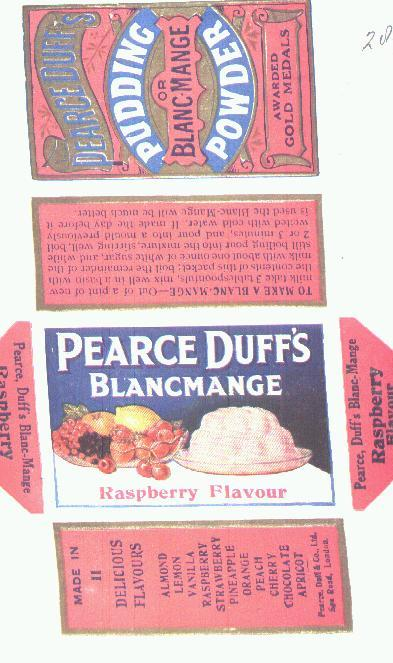 28
PEARCE DUFF'S
PUDDING
OR
BLANC-MANGE
POWDER
AWARDED
GOLD MEDALS
TO MAKE A BLANC-MANGE—Out of a pint of new
milk take 3 tablespoonfuls, mix well in a basin with
the contents of this packet; boil the remainder of the
milk with about one ounce of white sugar, and while
still boiling pour into the mixture, stirring well, boil
2 or 3 minutes, and pour into a mould previously
wetted with cold water. If made the day before it
is used the Blanc-Mange will be much better.
PEARCE DUFF'S
BLANCMANGE
Raspberry Flavour
Pearce, Duff's Blanc-Mange
Raspberry
Pearce, Duff's Blanc-Mange
Raspberry
Flavour
MADE IN
11
DELICIOUS
FLAVOURS
ALMOND
LEMON
VANILLA
RASPBERRY
STRAWBERRY
PINEAPPLE
ORANGE
PEACH
CHERRY
CHOCOLATE
APRICOT
Pearce, Duff & Co., Ltd.
Spa Road, London.